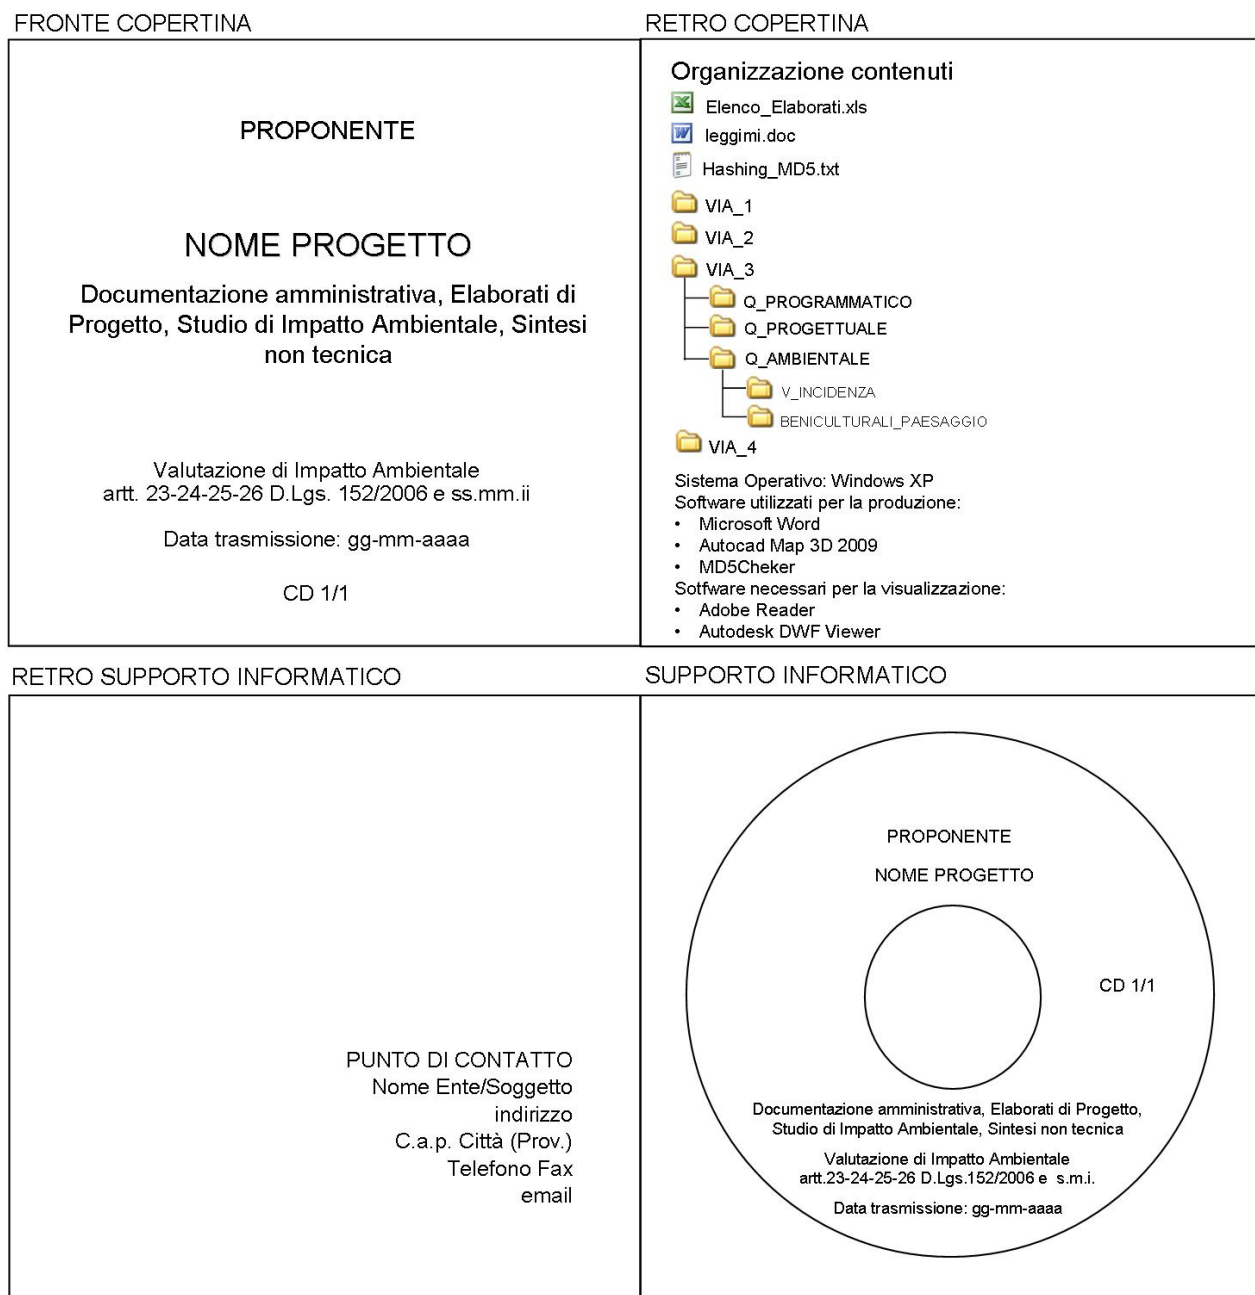 FRONTE COPERTINA
PROPONENTE
NOME PROGETTO
Documentazione amministrativa, Elaborati di
Progetto, Studio di Impatto Ambientale, Sintesi
non tecnica
Valutazione di Impatto Ambientale
artt. 23-24-25-26 D.Lgs. 152/2006 e ss.mm.ii
Data trasmissione: gg-mm-aaaa
CD 1/1
RETRO COPERTINA
Organizzazione contenuti
Elenco_Elaborati.xls
leggimi.doc
Hashing_MD5.txt
VIA_1
VIA_2
VIA_3
Q_PROGRAMMATICO
Q_PROGETTUALE
Q_AMBIENTALE
V_INCIDENZA
BENICULTURALI_PAESAGGIO
VIA_4
Sistema Operativo: Windows XP
Software utilizzati per la produzione:
• Microsoft Word
• Autocad Map 3D 2009
• MD5Cheker
Sotfware necessari per la visualizzazione:
• Adobe Reader
• Autodesk DWF Viewer
RETRO SUPPORTO INFORMATICO
PUNTO DI CONTATTO
Nome Ente/Soggetto
indirizzo
C.a.p. Città (Prov.)
Telefono Fax
email
SUPPORTO INFORMATICO
PROPONENTE
NOME PROGETTO
CD 1/1
Documentazione amministrativa, Elaborati di Progetto,
Studio di Impatto Ambientale, Sintesi non tecnica
Valutazione di Impatto Ambientale
artt.23-24-25-26 D.Lgs.152/2006 e s.m.i.
Data trasmissione: gg-mm-aaaa